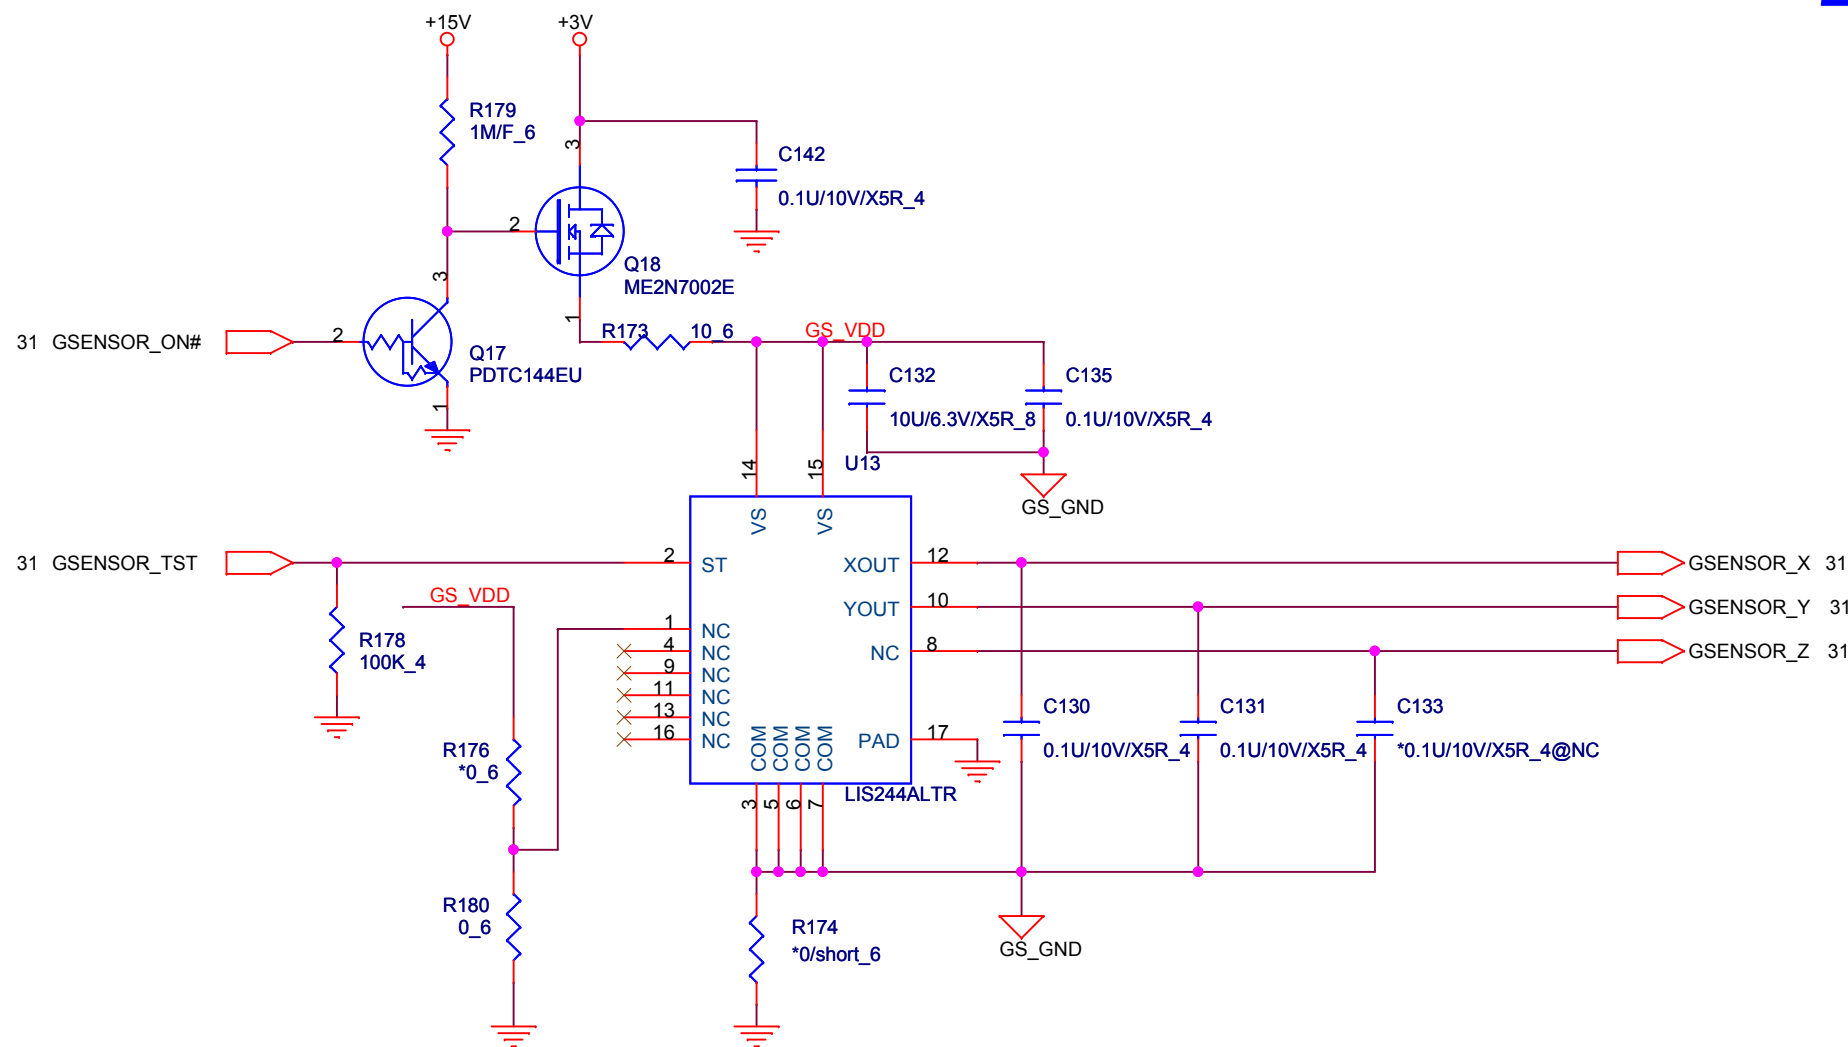 +15V
+3V
R179
1M/F_6
3
C142
0.1U/10V/X5R_4
2
Q18
ME2N7002E
3
1
31 GSENSOR_ON#
2
Q17
PDTC144EU
1
R173
10_6
GS_VDD
C132
10U/6.3V/X5R_8
C135
0.1U/10V/X5R_4
14
15
U13
GS_GND
VS
VS
31 GSENSOR_TST
2
ST
XOUT
12
GSENSOR_X 31
GS_VDD
YOUT
10
GSENSOR_Y 31
R178
100K_4
1
NC
4
NC
NC
8
GSENSOR_Z 31
9
NC
11
NC
13
NC
16
NC
COM
COM
COM
COM
PAD
17
C130
0.1U/10V/X5R_4
C131
0.1U/10V/X5R_4
C133
*0.1U/10V/X5R_4@NC
R176
*0_6
LIS244ALTR
3
5
6
7
R180
0_6
R174
*0/short_6
GS_GND